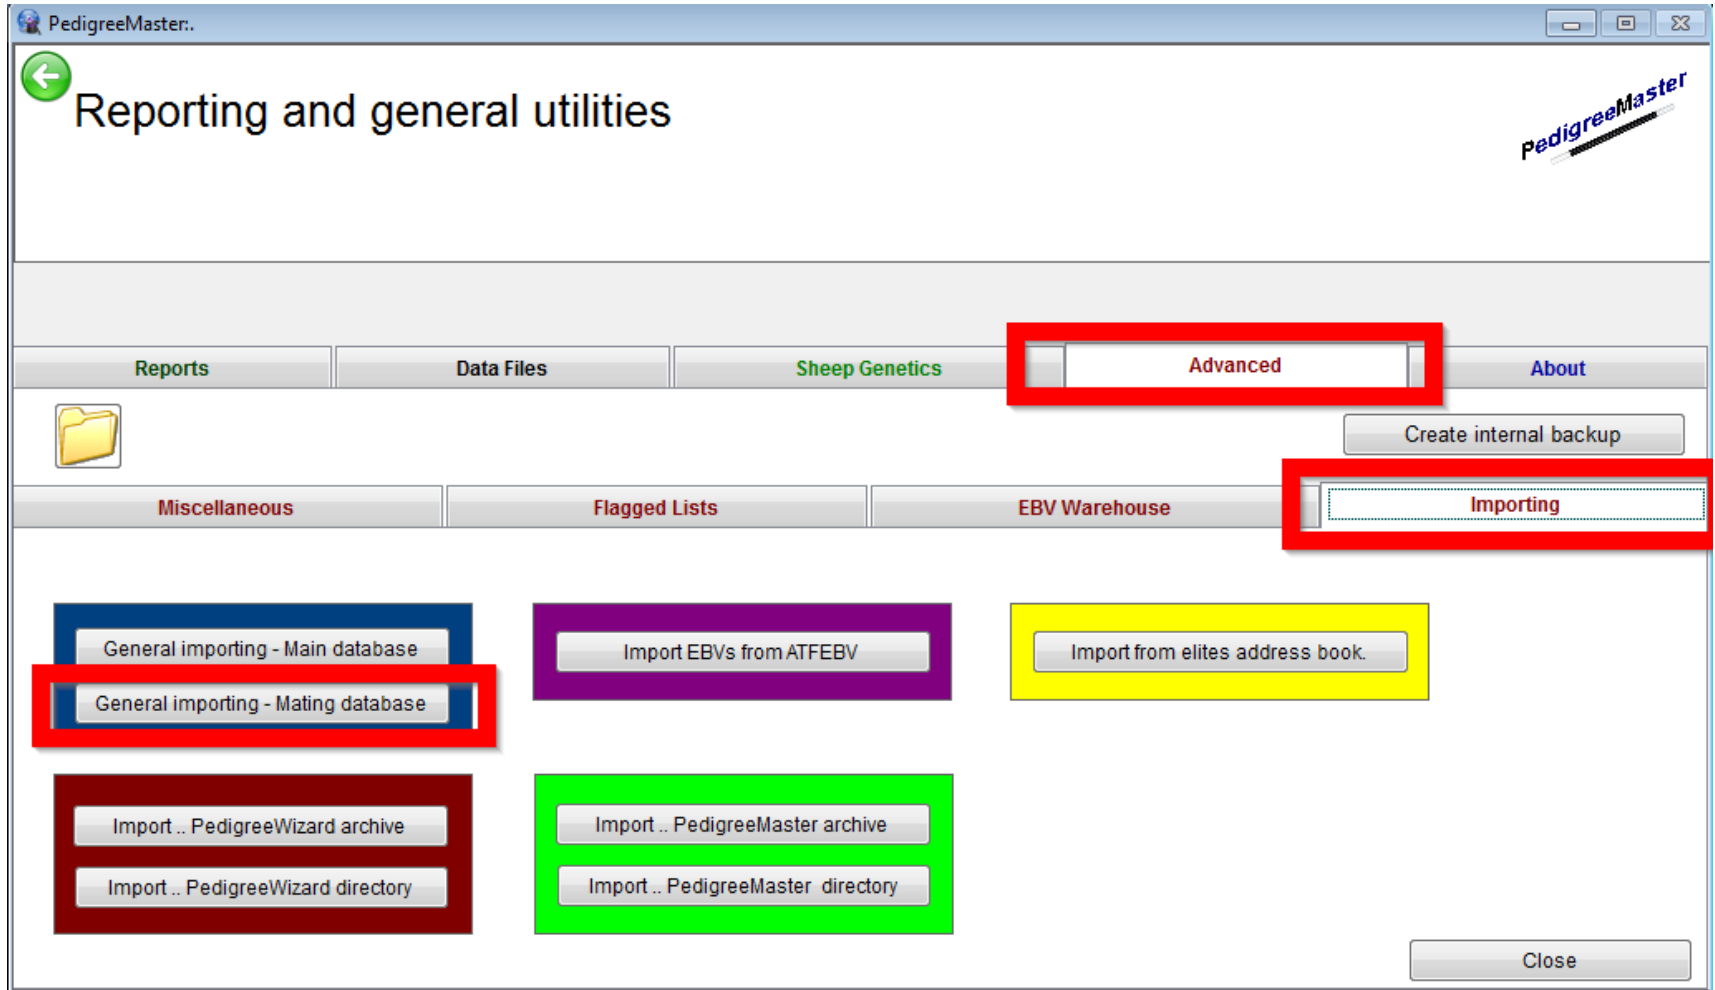 PedigreeMaster:.
Reporting and general utilities
PedigreeMaster
Reports
Data Files
Sheep Genetics
Advanced
About
Create internal backup
Miscellaneous
Flagged Lists
EBV Warehouse
Importing
General importing - Main database
Import EBVs from ATFEBV
Import from elites address book.
General importing - Mating database
Import .. PedigreeWizard archive
Import .. PedigreeMaster archive
Import .. PedigreeWizard directory
Import .. PedigreeMaster directory
Close